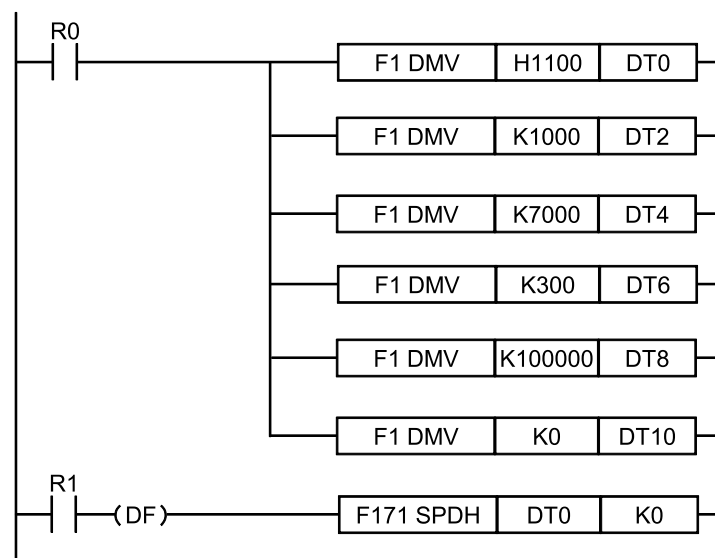 R0
F1 DMV H1100 DT0
F1 DMV K1000 DT2
F1 DMV K7000 DT4
F1 DMV K300 DT6
F1 DMV K100000 DT8
F1 DMV K0 DT10
R1
(DF) F171 SPDH DT0 K0